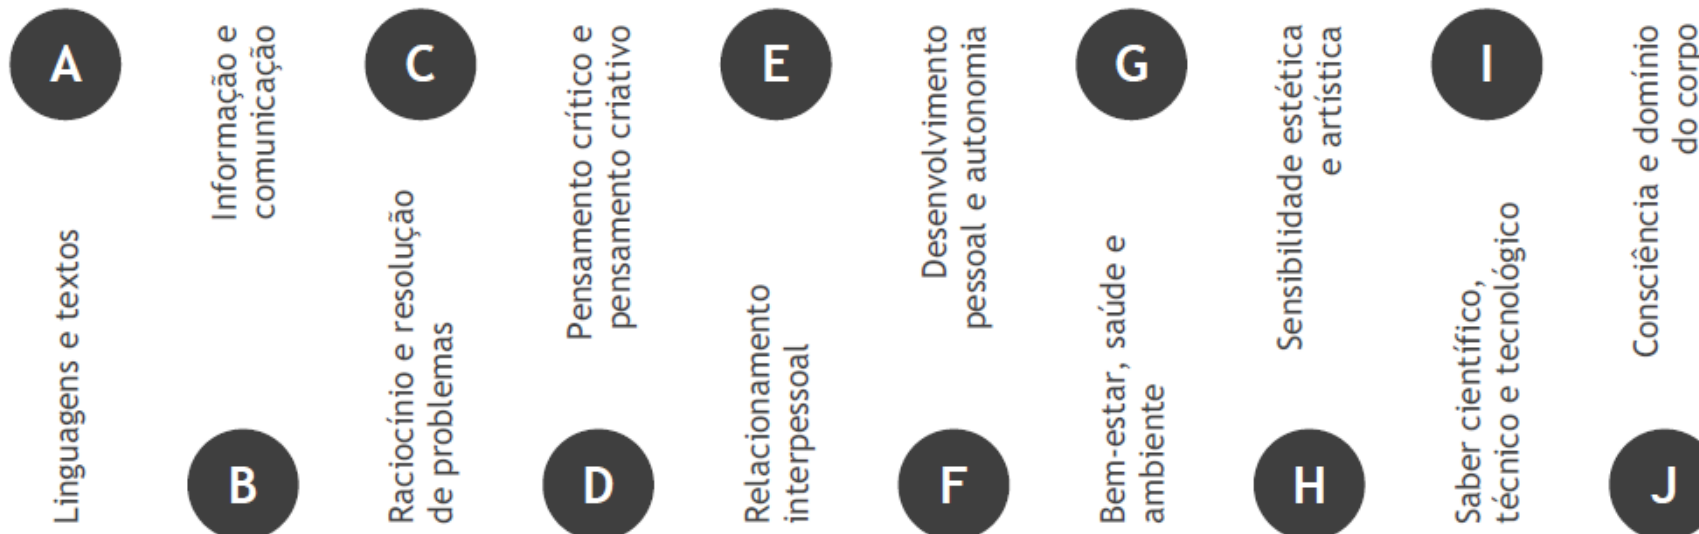 A
Linguagens e textos
Informação e
comunicação
B
C
Raciocínio e resolução
de problemas
Pensamento crítico e
pensamento criativo
D
E
Relacionamento
interpessoal
Desenvolvimento
pessoal e autonomia
F
G
Bem-estar, saúde e
ambiente
Sensibilidade estética
e artística
H
I
Saber científico,
técnico e tecnológico
Consciência e domínio
do corpo
J